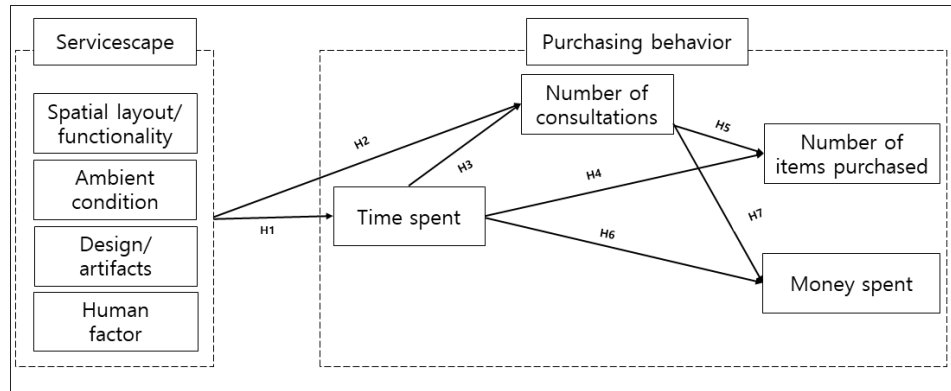 Servicescape
Purchasing behavior
Spatial layout/
functionality
Ambient
condition
Design/
artifacts
Human
factor
H1
H2
H3
Time spent
Number of
consultations
H4
H5
H6
H7
Number of
items purchased
Money spent